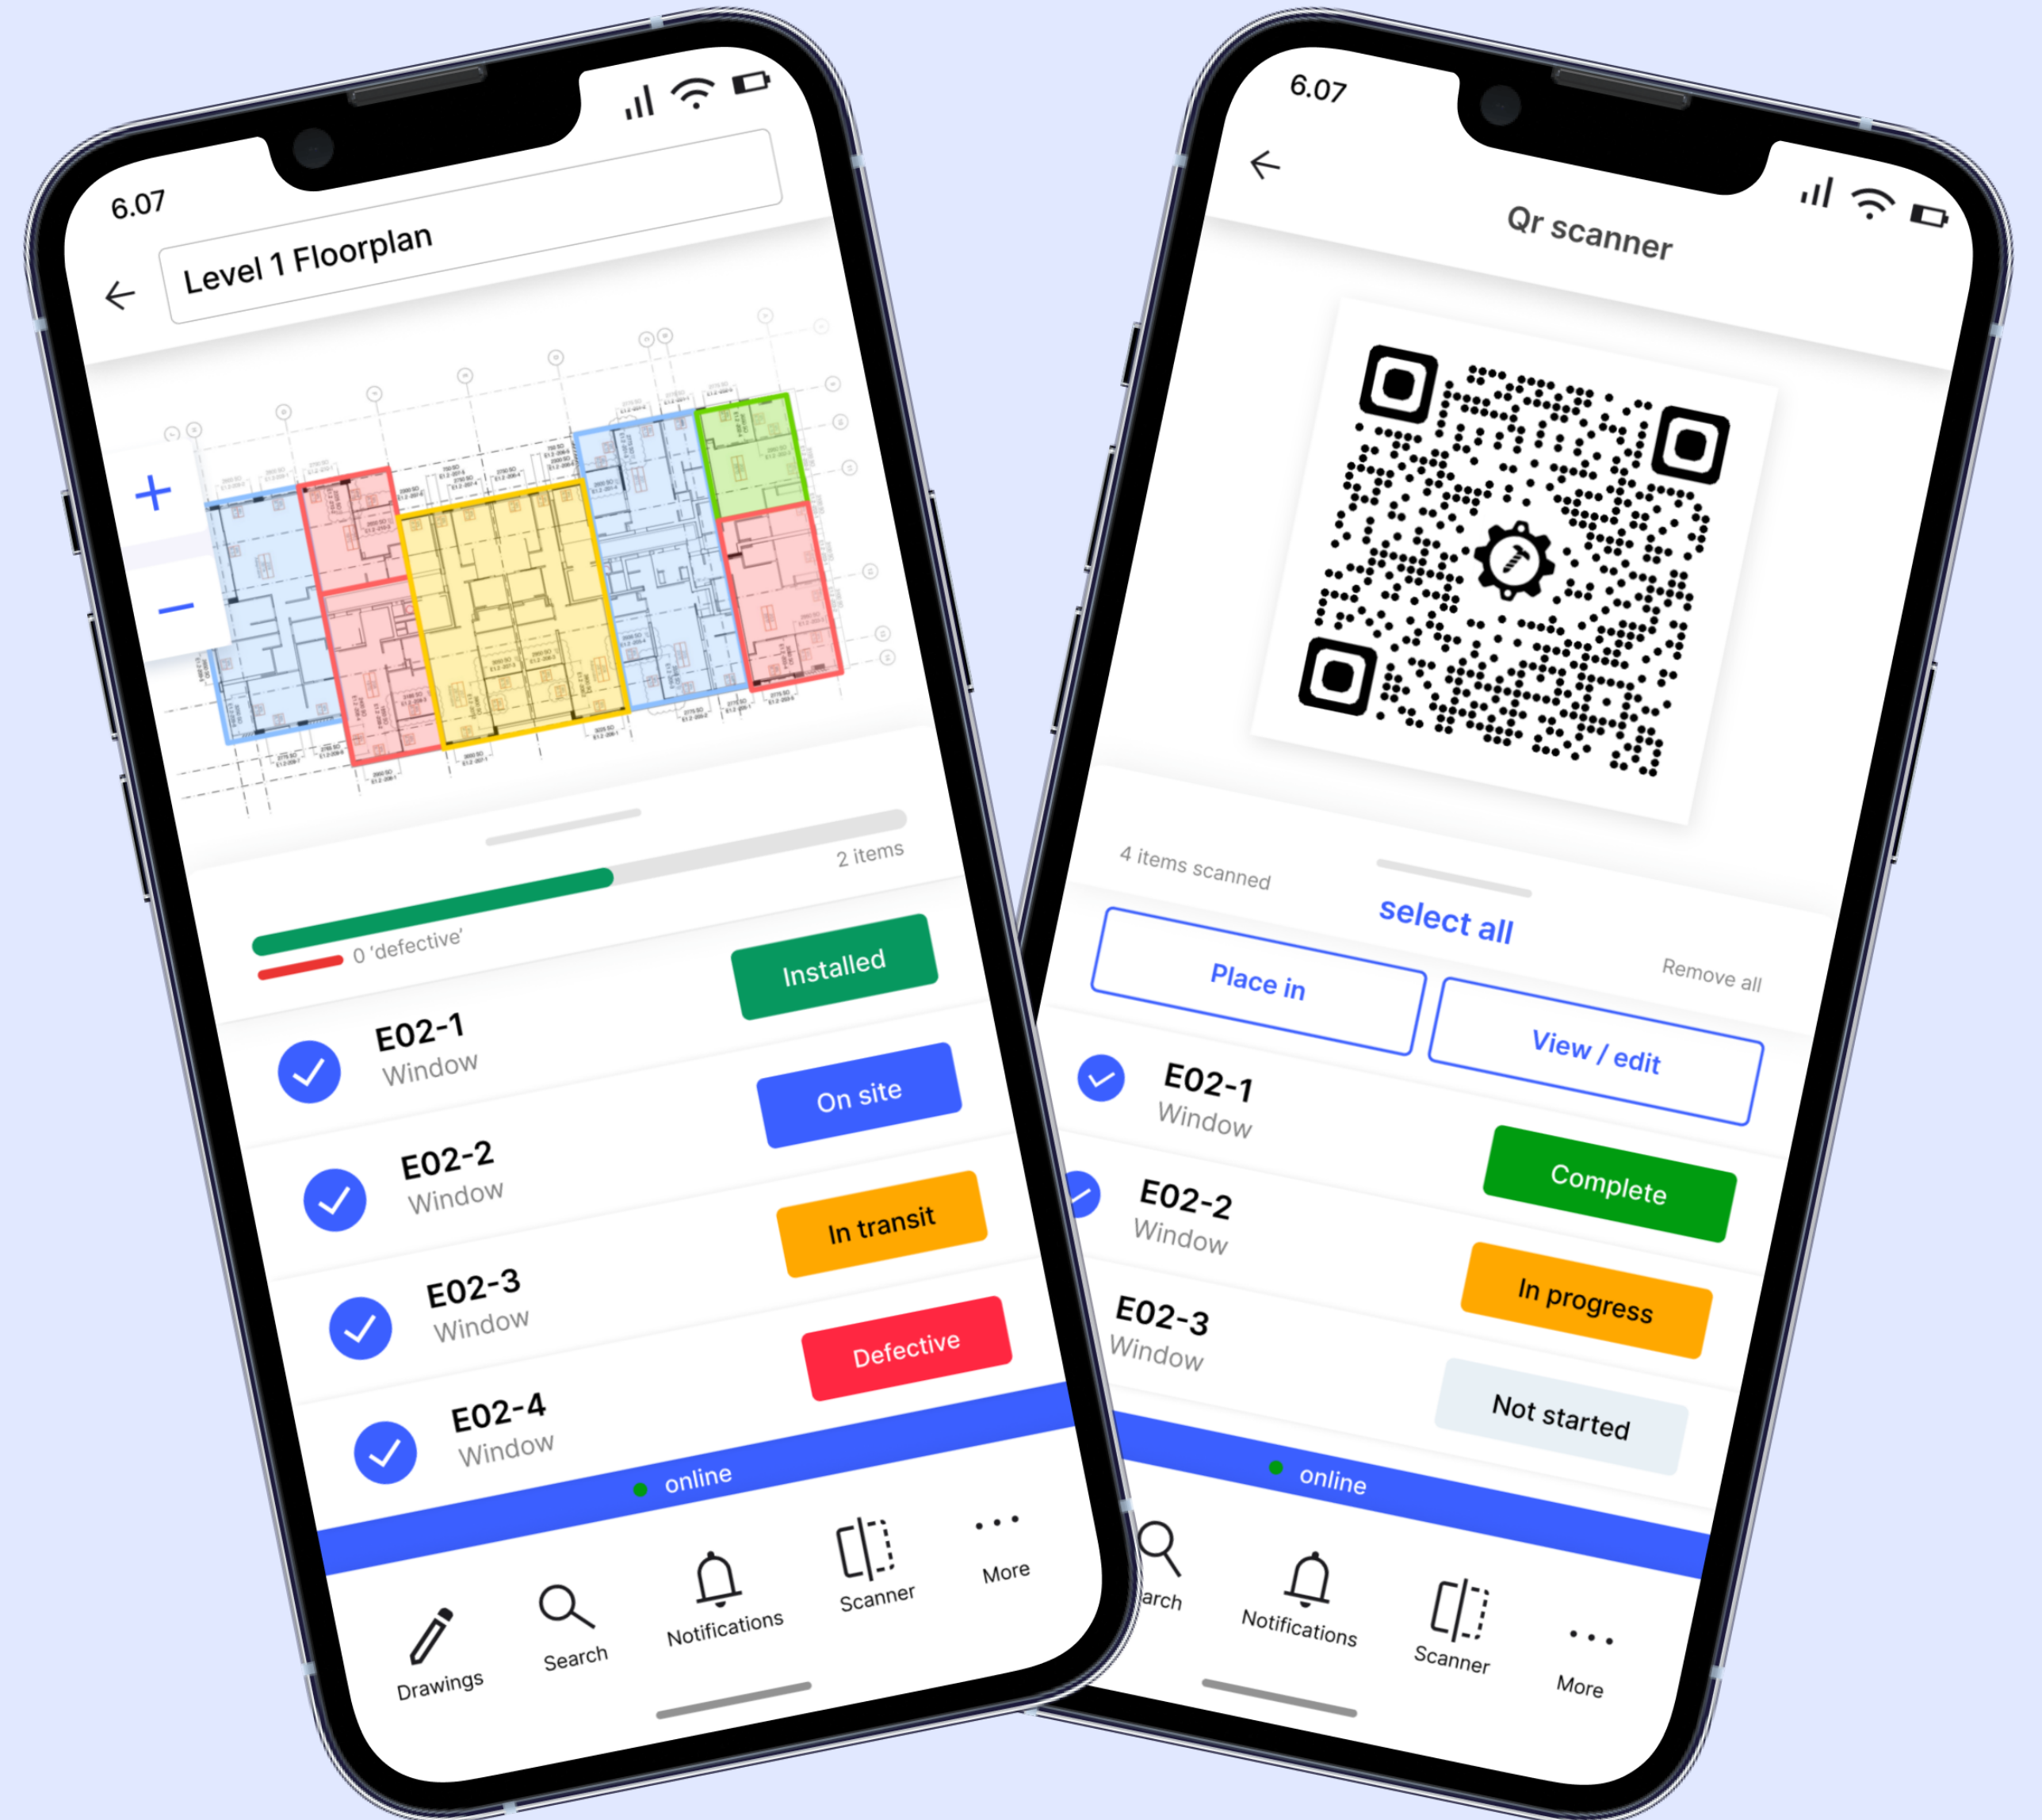 6.07
Level 1 Floorplan
2 items
0 ‘defective’
E02-1
Window
Installed
E02-2
Window
On site
E02-3
Window
In transit
E02-4
Window
Defective
online
Drawings
Search
Notifications
Scanner
More
6.07
Qr scanner
4 items scanned
select all
Remove all
Place in
View / edit
E02-1
Window
Complete
E02-2
Window
In progress
E02-3
Window
Not started
online
arch
Notifications
Scanner
More